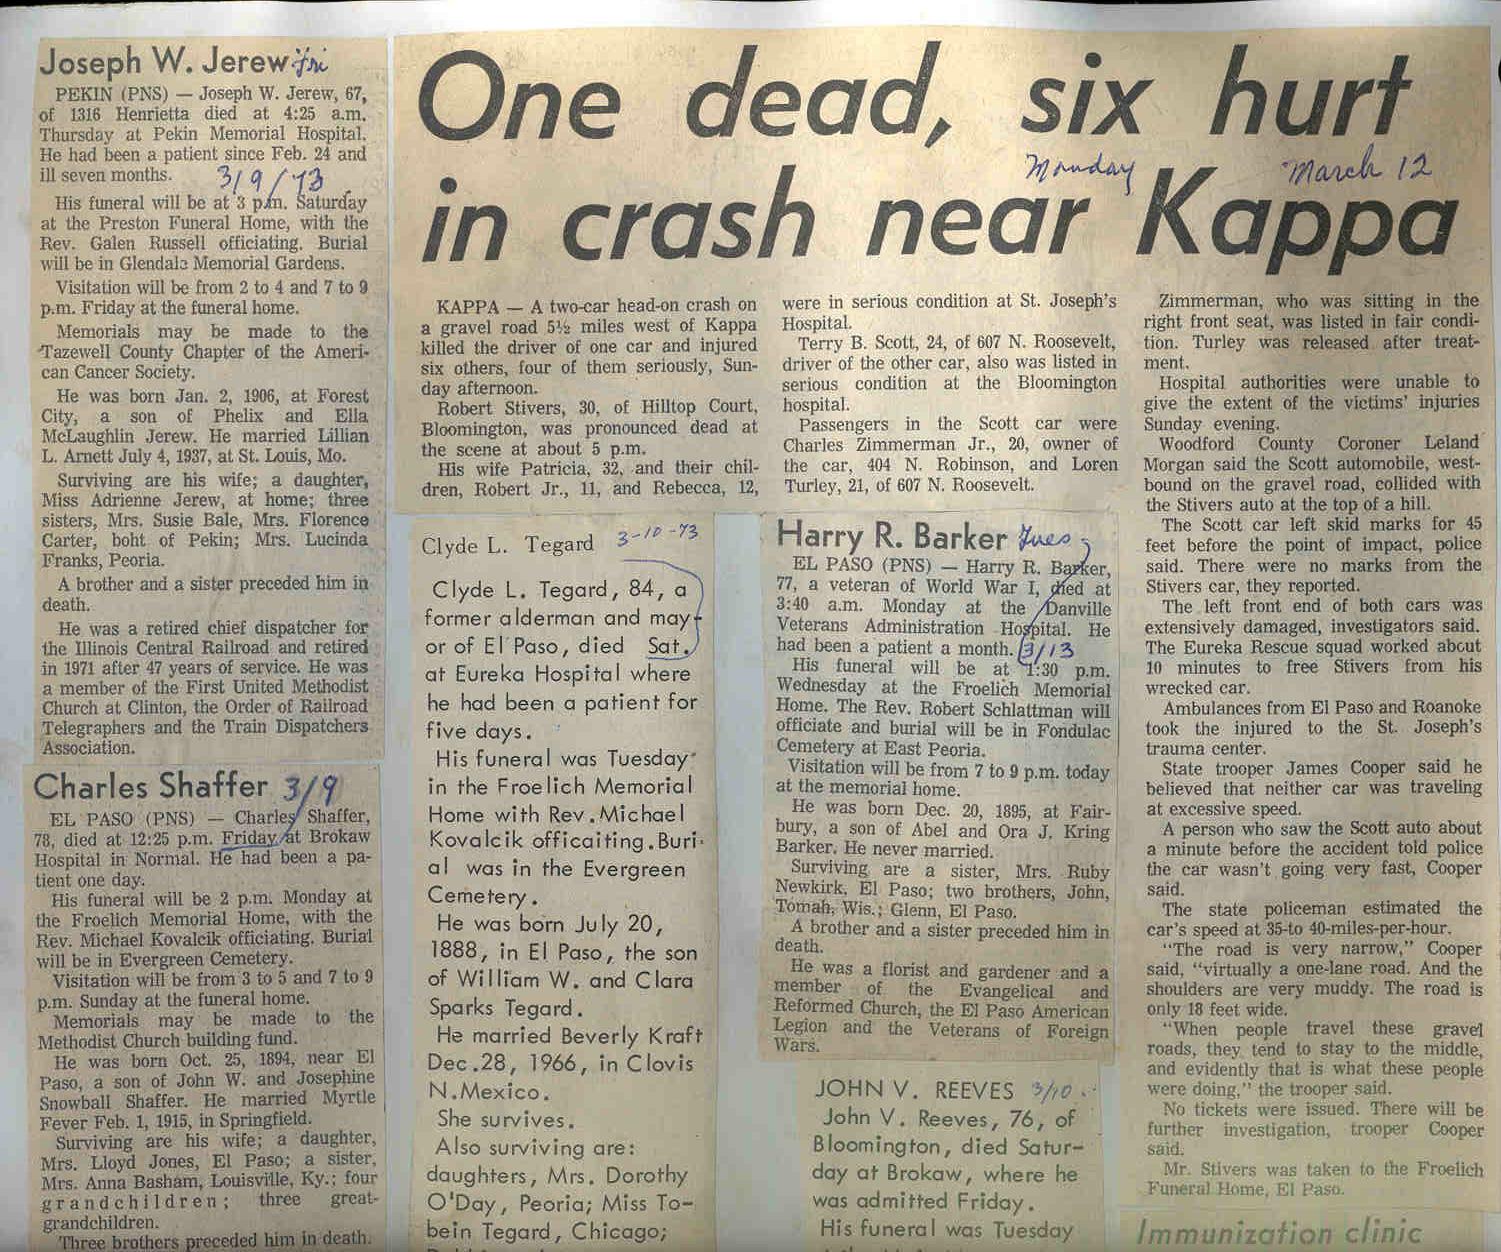 Joseph W. Jerew fri
PEKIN (PNS) — Joseph W. Jerew, 67,
of 1316 Henrietta died at 4:25 a.m.
Thursday at Pekin Memorial Hospital.
He had been a patient since Feb. 24 and
ill seven months. 3/9/73
His funeral will be at 3 p.m. Saturday
at the Preston Funeral Home, with the
Rev. Galen Russell officiating. Burial
will be in Glendale Memorial Gardens.
Visitation will be from 2 to 4 and 7 to 9
p.m. Friday at the funeral home.
Memorials may be made to the
Tazewell County Chapter of the Ameri-
can Cancer Society.
He was born Jan. 2, 1906, at Forest
City, a son of Phelix and Ella
McLaughlin Jerew. He married Lillian
L. Arnett July 4, 1937, at St. Louis, Mo.
Surviving are his wife; a daughter,
Miss Adrienne Jerew, at home; three
sisters, Mrs. Susie Bale, Mrs. Florence
Carter, boht of Pekin; Mrs. Lucinda
Franks, Peoria.
A brother and a sister preceded him in
death.
He was a retired chief dispatcher for
the Illinois Central Railroad and retired
in 1971 after 47 years of service. He was
a member of the First United Methodist
Church at Clinton, the Order of Railroad
Telegraphers and the Train Dispatchers
Association.
Charles Shaffer 3/9
EL PASO (PNS) — Charles Shaffer,
78, died at 12:25 p.m. Friday at Brokaw
Hospital in Normal. He had been a pa-
tient one day.
His funeral will be 2 p.m. Monday at
the Froelich Memorial Home, with the
Rev. Michael Kovalcik officiating. Burial
will be in Evergreen Cemetery.
Visitation will be from 3 to 5 and 7 to 9
p.m. Sunday at the funeral home.
Memorials may be made to the
Methodist Church building fund.
He was born Oct. 25, 1894, near El
Paso, a son of John W. and Josephine
Snowball Shaffer. He married Myrtle
Fever Feb. 1, 1915, in Springfield.
Surviving are his wife; a daughter,
Mrs. Lloyd Jones, El Paso; a sister,
Mrs. Anna Basham, Louisville, Ky.; four
grandchildren; three great-
grandchildren.
Three brothers preceded him in death.
One dead, six hurt
Monday March 12
in crash near Kappa
KAPPA — A two-car head-on crash on
a gravel road 5½ miles west of Kappa
killed the driver of one car and injured
six others, four of them seriously, Sun-
day afternoon.
Robert Stivers, 30, of Hilltop Court,
Bloomington, was pronounced dead at
the scene at about 5 p.m.
His wife Patricia, 32, and their chil-
dren, Robert Jr., 11, and Rebecca, 12,
were in serious condition at St. Joseph's
Hospital.
Terry B. Scott, 24, of 607 N. Roosevelt,
driver of the other car, also was listed in
serious condition at the Bloomington
hospital.
Passengers in the Scott car were
Charles Zimmerman Jr., 20, owner of
the car, 404 N. Robinson, and Loren
Turley, 21, of 607 N. Roosevelt.
Zimmerman, who was sitting in the
right front seat, was listed in fair condi-
tion. Turley was released after treat-
ment.
Hospital authorities were unable to
give the extent of the victims' injuries
Sunday evening.
Woodford County Coroner Leland
Morgan said the Scott automobile, west-
bound on the gravel road, collided with
the Stivers auto at the top of a hill.
The Scott car left skid marks for 45
feet before the point of impact, police
said. There were no marks from the
Stivers car, they reported.
The left front end of both cars was
extensively damaged, investigators said.
The Eureka Rescue squad worked about
10 minutes to free Stivers from his
wrecked car.
Ambulances from El Paso and Roanoke
took the injured to the St. Joseph's
trauma center.
State trooper James Cooper said he
believed that neither car was traveling
at excessive speed.
A person who saw the Scott auto about
a minute before the accident told police
the car wasn't going very fast, Cooper
said.
The state policeman estimated the
car's speed at 35-to 40-miles-per-hour.
"The road is very narrow," Cooper
said, "virtually a one-lane road. And the
shoulders are very muddy. The road is
only 18 feet wide.
"When people travel these gravel
roads, they tend to stay to the middle,
and evidently that is what these people
were doing," the trooper said.
No tickets were issued. There will be
further investigation, trooper Cooper
said.
Mr. Stivers was taken to the Froelich
Funeral Home, El Paso.
Clyde L. Tegard 3-10-73
Clyde L. Tegard, 84, a
former alderman and may-
or of El Paso, died Sat.
at Eureka Hospital where
he had been a patient for
five days.
His funeral was Tuesday
in the Froelich Memorial
Home with Rev. Michael
Kovalcik officaiting. Buri-
al was in the Evergreen
Cemetery.
He was born July 20,
1888, in El Paso, the son
of William W. and Clara
Sparks Tegard.
He married Beverly Kraft
Dec. 28, 1966, in Clovis
N.Mexico.
She survives.
Also surviving are:
daughters, Mrs. Dorothy
O'Day, Peoria; Miss To-
bein Tegard, Chicago;
Harry R. Barker Tues
EL PASO (PNS) — Harry R. Barker,
77, a veteran of World War I, died at
3:40 a.m. Monday at the Danville
Veterans Administration Hospital. He
had been a patient a month. 3/13
His funeral will be at 1:30 p.m.
Wednesday at the Froelich Memorial
Home. The Rev. Robert Schlattman will
officiate and burial will be in Fondulac
Cemetery at East Peoria.
Visitation will be from 7 to 9 p.m. today
at the memorial home.
He was born Dec. 20, 1895, at Fair-
bury, a son of Abel and Ora J. Kring
Barker. He never married.
Surviving are a sister, Mrs. Ruby
Newkirk, El Paso; two brothers, John,
Tomah, Wis.; Glenn, El Paso.
A brother and a sister preceded him in
death.
He was a florist and gardener and a
member of the Evangelical and
Reformed Church, the El Paso American
Legion and the Veterans of Foreign
Wars.
JOHN V. REEVES 3/10
John V. Reeves, 76, of
Bloomington, died Satur-
day at Brokaw, where he
was admitted Friday.
His funeral was Tuesday
Immunization clinic